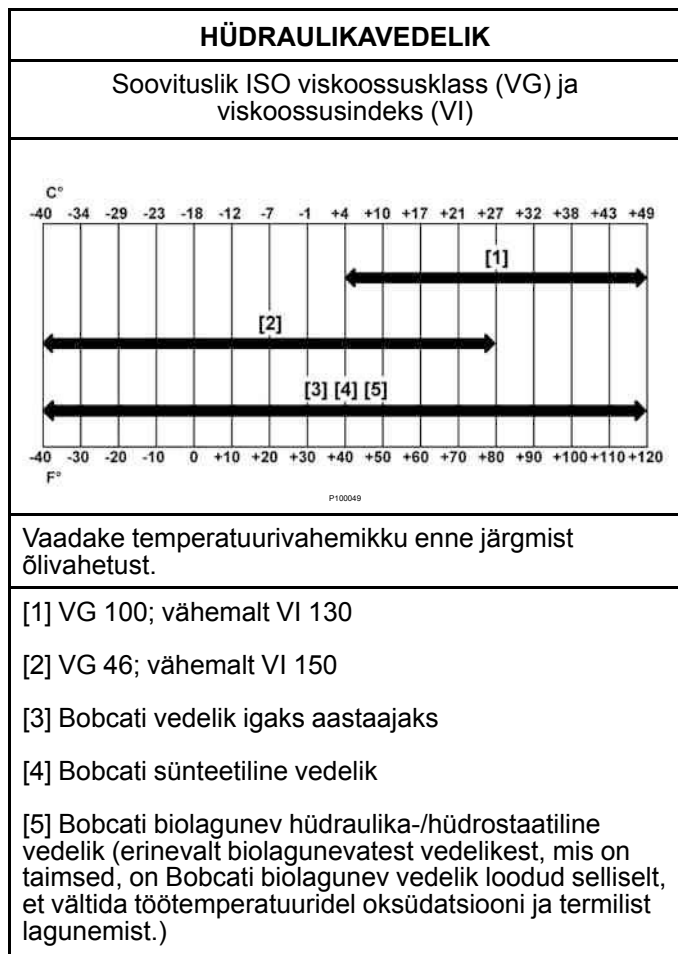 HÜDRAULIKAVEDELIK
Soovituslik ISO viskoossusklass (VG) ja
viskoossusindeks (VI)
C°
-40 -34 -29 -23 -18 -12 -7 -1 +4 +10 +17 +21 +27 +32 +38 +43 +49
[1]
[2]
[3] [4] [5]
-40 -30 -20 -10 0 +10 +20 +30 +40 +50 +60 +70 +80 +90 +100 +110 +120
F°
P100049
Vaadake temperatuurivahemikku enne järgmist
õlivahetust.
[1] VG 100; vähemalt VI 130
[2] VG 46; vähemalt VI 150
[3] Bobcati vedelik igaks aastaajaks
[4] Bobcati sünteetiline vedelik
[5] Bobcati biolagunev hüdraulika-/hüdrostaatiline
vedelik (erinevalt biolagunevatest vedelikest, mis on
taimsed, on Bobcati biolagunev vedelik loodud selliselt,
et vältida töötemperatuuridel oksüdatsiooni ja termilist
lagunemist.)